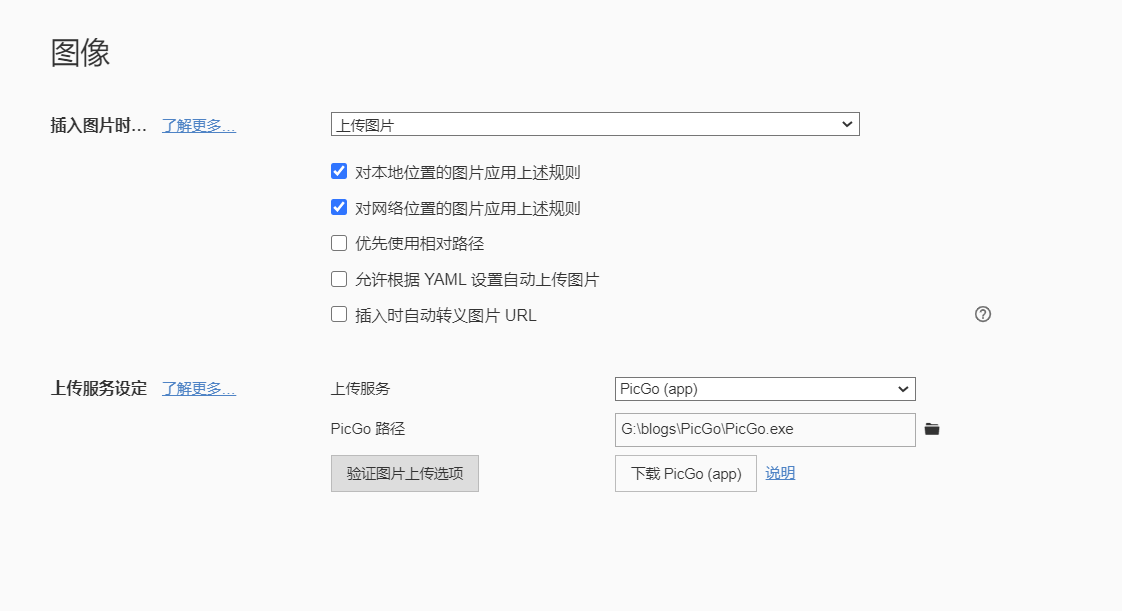 图像
插入图片时... 了解更多... 上传图片
对本地位置的图片应用上述规则
对网络位置的图片应用上述规则
优先使用相对路径
允许根据 YAML 设置自动上传图片
插入时自动转义图片 URL
上传服务设定 了解更多... 上传服务 PicGo (app)
PicGo 路径 G:\blogs\PicGo\PicGo.exe
验证图片上传选项 下载 PicGo (app) 说明